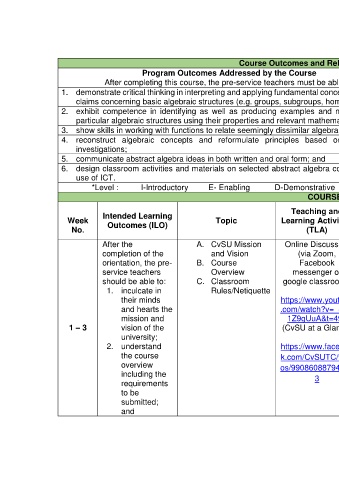 Course Outcomes and Rel
Program Outcomes Addressed by the Course
After completing this course, the pre-service teachers must be abl
1. demonstrate critical thinking in interpreting and applying fundamental conc
claims concerning basic algebraic structures (e.g. groups, subgroups, hom
2. exhibit competence in identifying as well as producing examples and n
particular algebraic structures using their properties and relevant mathema
3. show skills in working with functions to relate seemingly dissimilar algebra
4. reconstruct algebraic concepts and reformulate principles based o
investigations;
5. communicate abstract algebra ideas in both written and oral form; and
6. design classroom activities and materials on selected abstract algebra co
use of ICT.
*Level : I-Introductory E- Enabling D-Demonstrative
COURS
Week
No.
Intended Learning
Outcomes (ILO)
Topic
Teaching an
Learning Activi
(TLA)
1 – 3
After the
completion of the
orientation, the pre-
service teachers
should be able to:
1. inculcate in
their minds
and hearts the
mission and
vision of the
university;
2. understand
the course
overview
including the
requirements
to be
submitted;
and
A. CvSU Mission
and Vision
B. Course
Overview
C. Classroom
Rules/Netiquette
Online Discuss
(via Zoom,
Facebook
messenger o
google classroo
https://www.yout
.com/watch?v=_
1Z9qUuA&t=4
(CvSU at a Glan
https://www.face
k.com/CvSUTC/
os/9908608879
3